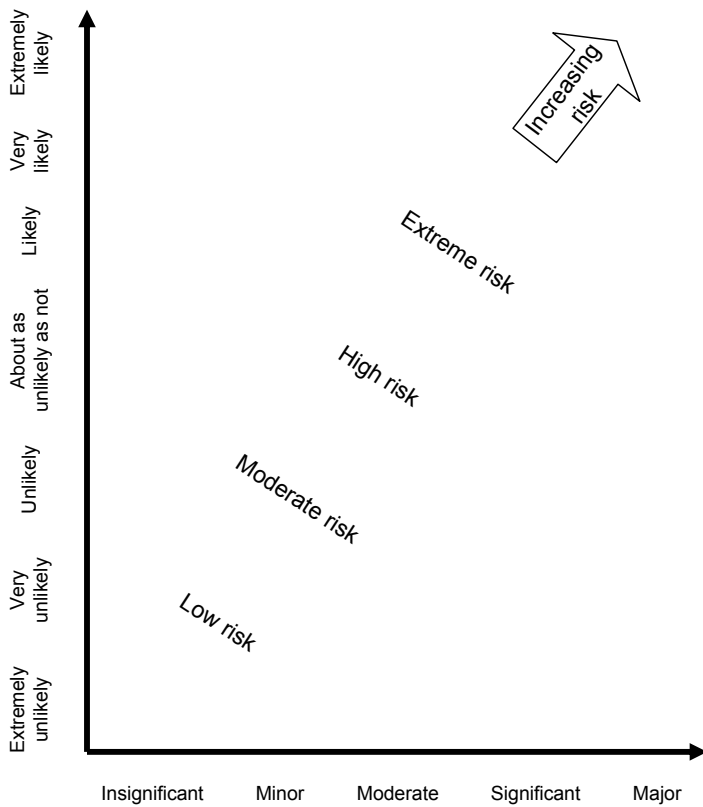 Extremely
likely
Very
likely
Likely
About as
unlikely as not
Unlikely
Very
unlikely
Extremely
unlikely
Increasing
risk
Extreme risk
High risk
Moderate risk
Low risk
Insignificant Minor Moderate Significant Major